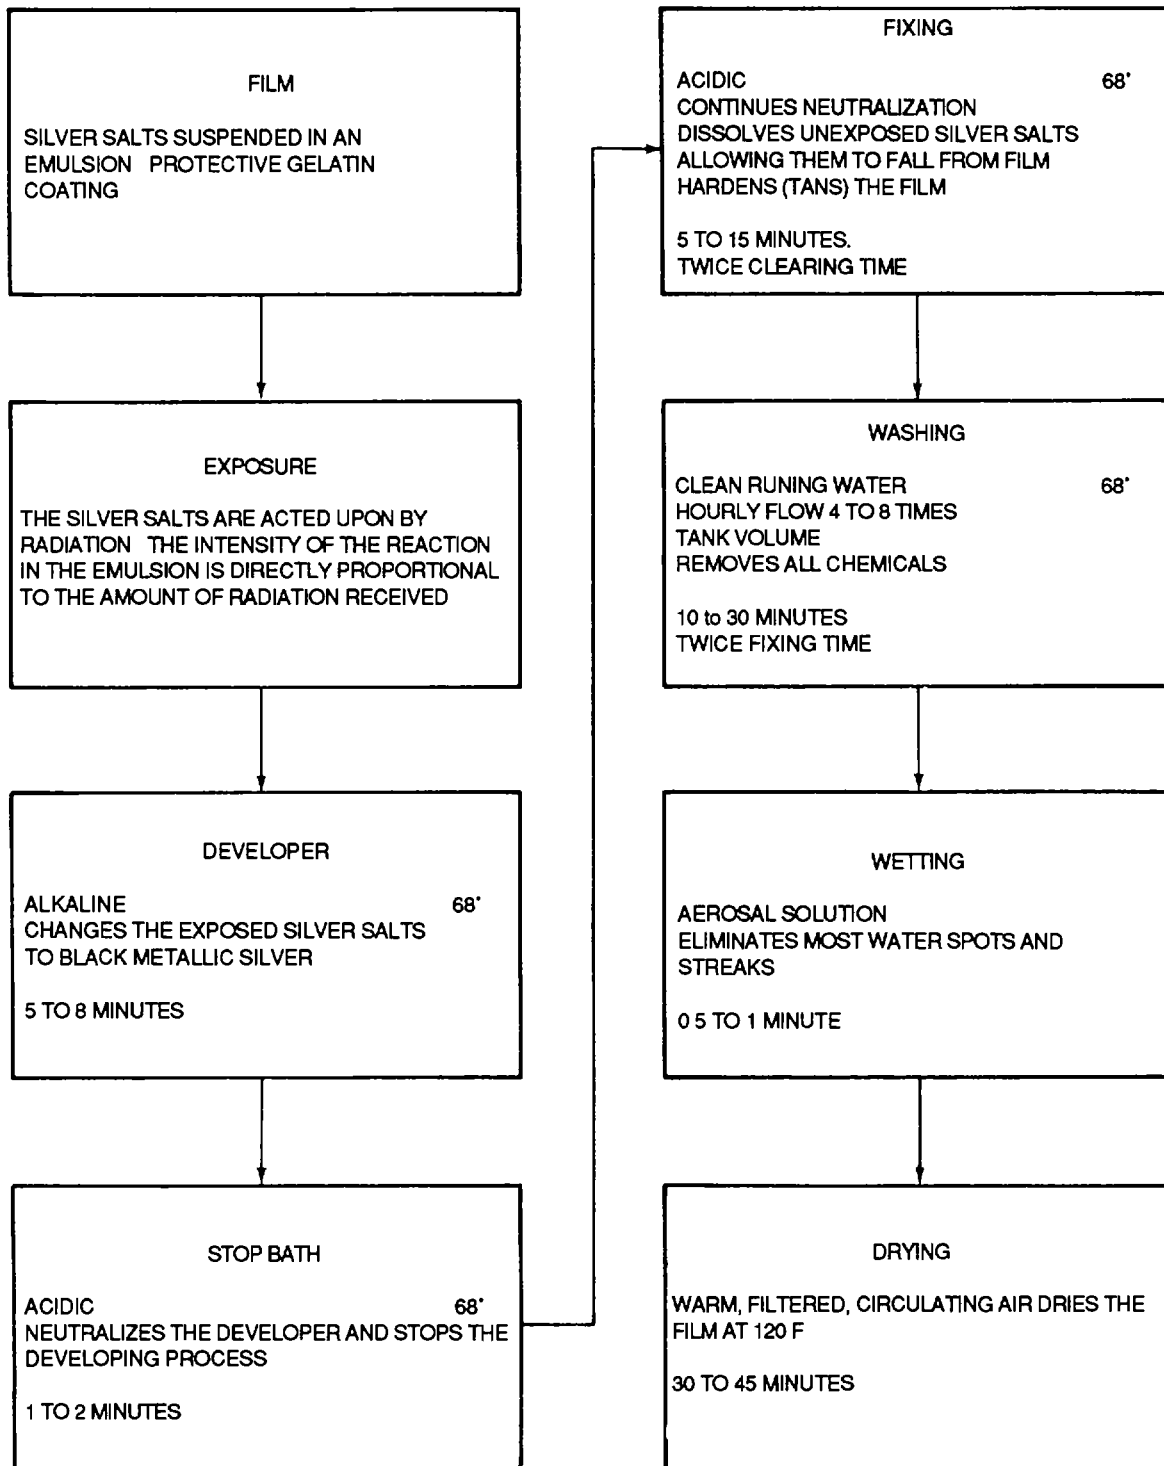 FILM
SILVER SALTS SUSPENDED IN AN
EMULSION PROTECTIVE GELATIN
COATING
EXPOSURE
THE SILVER SALTS ARE ACTED UPON BY
RADIATION THE INTENSITY OF THE REACTION
IN THE EMULSION IS DIRECTLY PROPORTIONAL
TO THE AMOUNT OF RADIATION RECEIVED
DEVELOPER
ALKALINE 68°
CHANGES THE EXPOSED SILVER SALTS
TO BLACK METALLIC SILVER
5 TO 8 MINUTES
STOP BATH
ACIDIC 68°
NEUTRALIZES THE DEVELOPER AND STOPS THE
DEVELOPING PROCESS
1 TO 2 MINUTES
FIXING
ACIDIC 68°
CONTINUES NEUTRALIZATION
DISSOLVES UNEXPOSED SILVER SALTS
ALLOWING THEM TO FALL FROM FILM
HARDENS (TANS) THE FILM
5 TO 15 MINUTES.
TWICE CLEARING TIME
WASHING
CLEAN RUNING WATER 68°
HOURLY FLOW 4 TO 8 TIMES
TANK VOLUME
REMOVES ALL CHEMICALS
10 to 30 MINUTES
TWICE FIXING TIME
WETTING
AEROSAL SOLUTION
ELIMINATES MOST WATER SPOTS AND
STREAKS
0 5 TO 1 MINUTE
DRYING
WARM, FILTERED, CIRCULATING AIR DRIES THE
FILM AT 120 F
30 TO 45 MINUTES